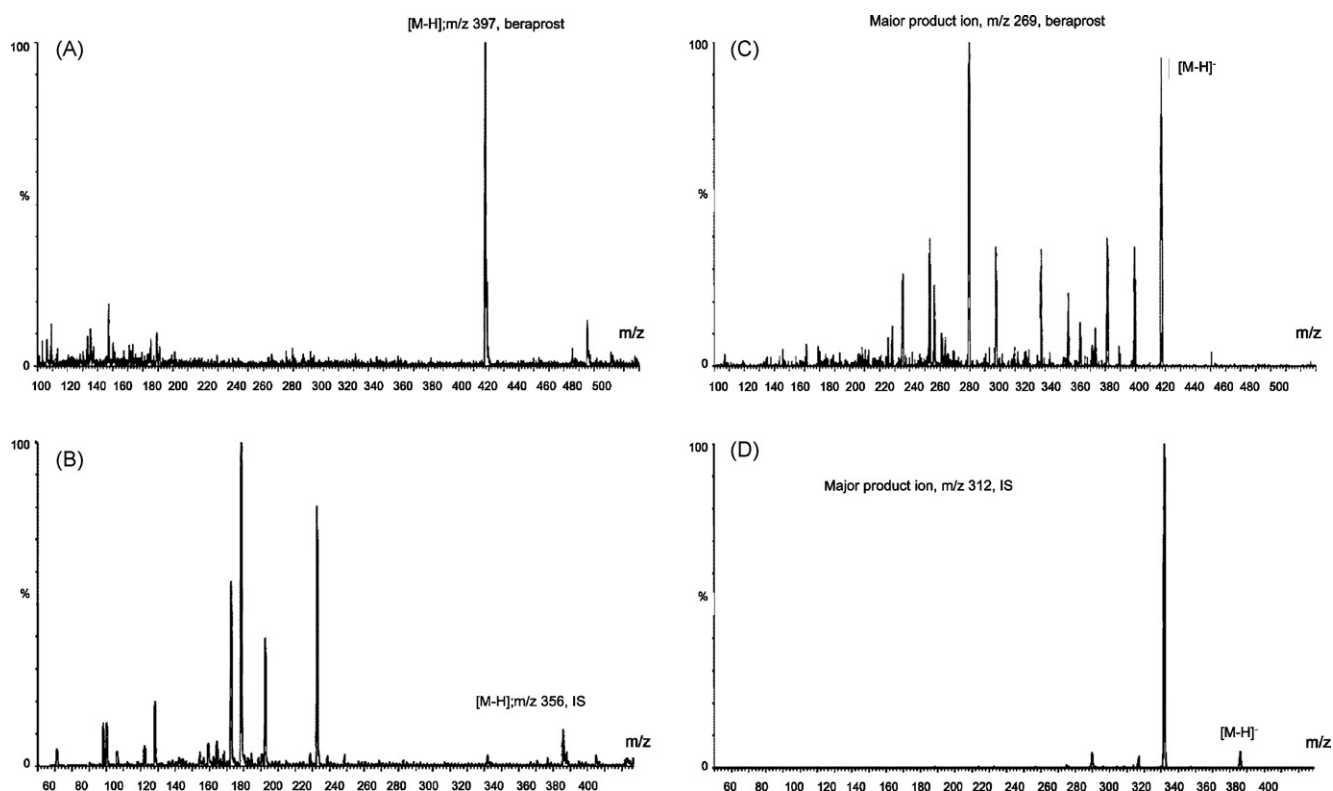 (A)
[M-H];m/z 397, beraprost
100
%
0
m/z
100 120 140 160 180 200 220 240 260 280 300 320 340 360 380 400 420 440 460 480 500
(C)
Major product ion, m/z 269, beraprost
[M-H]-
100
%
0
m/z
100 120 140 160 180 200 220 240 260 280 300 320 340 360 380 400 420 440 460 480 500
(B)
[M-H];m/z 356, IS
100
%
0
m/z
60 80 100 120 140 160 180 200 220 240 260 280 300 320 340 360 380 400
(D)
Major product ion, m/z 312, IS
[M-H]-
100
%
0
m/z
60 80 100 120 140 160 180 200 220 240 260 280 300 320 340 360 380 400